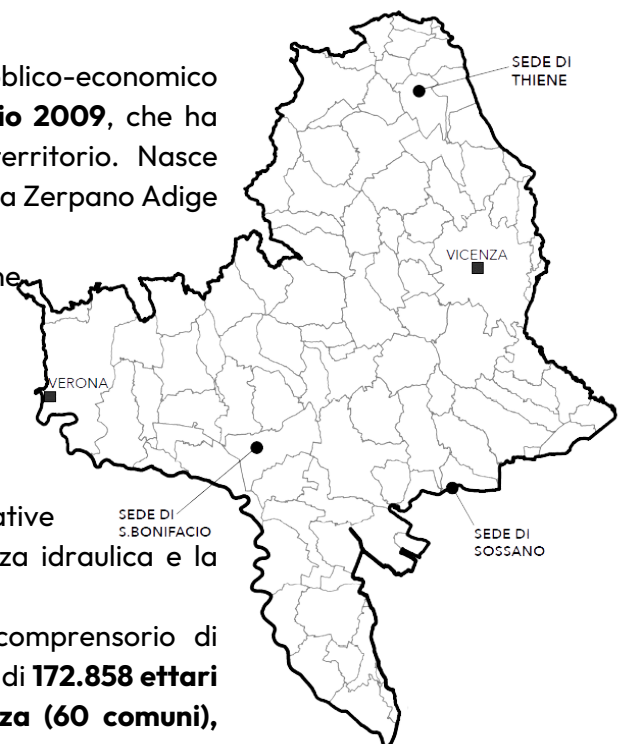 blico-economico
io 2009, che ha
erritorio. Nasce
a Zerpano Adige
ne
ative
za idraulica e la
comprensorio di
di 172.858 ettari
za (60 comuni),
SEDE DI
THIENE
VICENZA
VERONA
SEDE DI
S.BONIFACIO
SEDE DI
SOSSANO